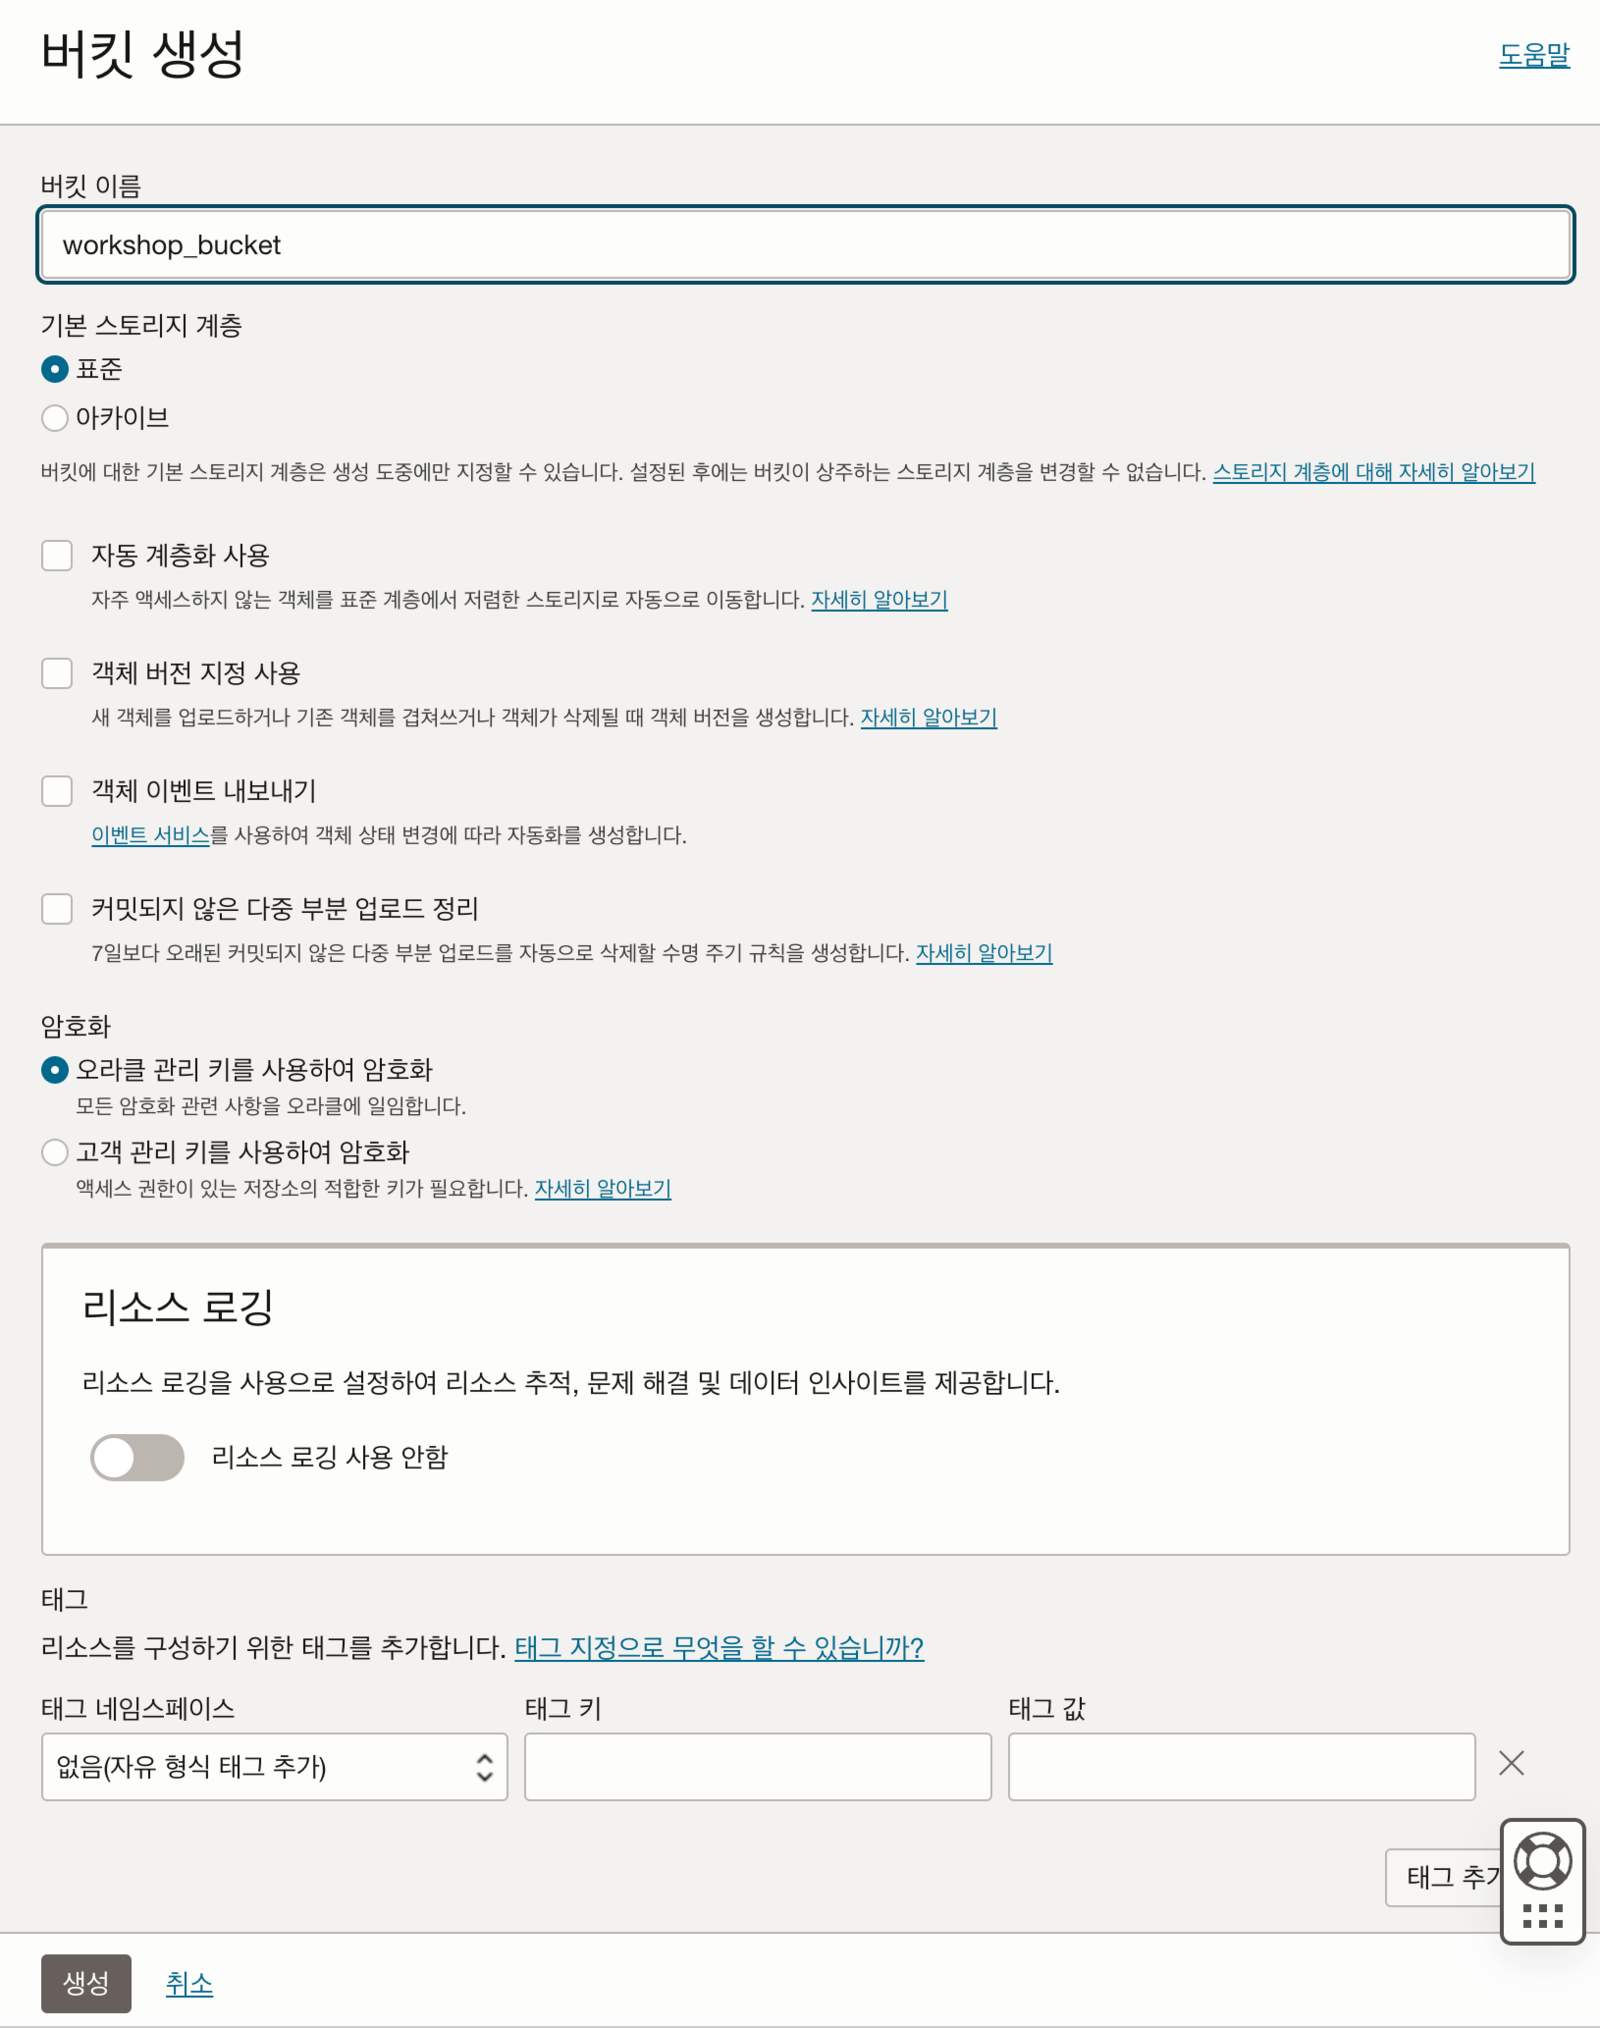 버킷 생성
도움말
버킷 이름
workshop_bucket
기본 스토리지 계층
표준
아카이브
버킷에 대한 기본 스토리지 계층은 생성 도중에만 지정할 수 있습니다. 설정된 후에는 버킷이 상주하는 스토리지 계층을 변경할 수 없습니다. 스토리지 계층에 대해 자세히 알아보기
자동 계층화 사용
자주 액세스하지 않는 객체를 표준 계층에서 저렴한 스토리지로 자동으로 이동합니다. 자세히 알아보기
객체 버전 지정 사용
새 객체를 업로드하거나 기존 객체를 겹쳐쓰거나 객체가 삭제될 때 객체 버전을 생성합니다. 자세히 알아보기
객체 이벤트 내보내기
이벤트 서비스를 사용하여 객체 상태 변경에 따라 자동화를 생성합니다.
커밋되지 않은 다중 부분 업로드 정리
7일보다 오래된 커밋되지 않은 다중 부분 업로드를 자동으로 삭제할 수명 주기 규칙을 생성합니다. 자세히 알아보기
암호화
오라클 관리 키를 사용하여 암호화
모든 암호화 관련 사항을 오라클에 일임합니다.
고객 관리 키를 사용하여 암호화
액세스 권한이 있는 저장소의 적합한 키가 필요합니다. 자세히 알아보기
리소스 로깅
리소스 로깅을 사용으로 설정하여 리소스 추적, 문제 해결 및 데이터 인사이트를 제공합니다.
리소스 로깅 사용 안함
태그
리소스를 구성하기 위한 태그를 추가합니다. 태그 지정으로 무엇을 할 수 있습니까?
태그 네임스페이스
태그 키
태그 값
없음(자유 형식 태그 추가)
태그
생성
취소